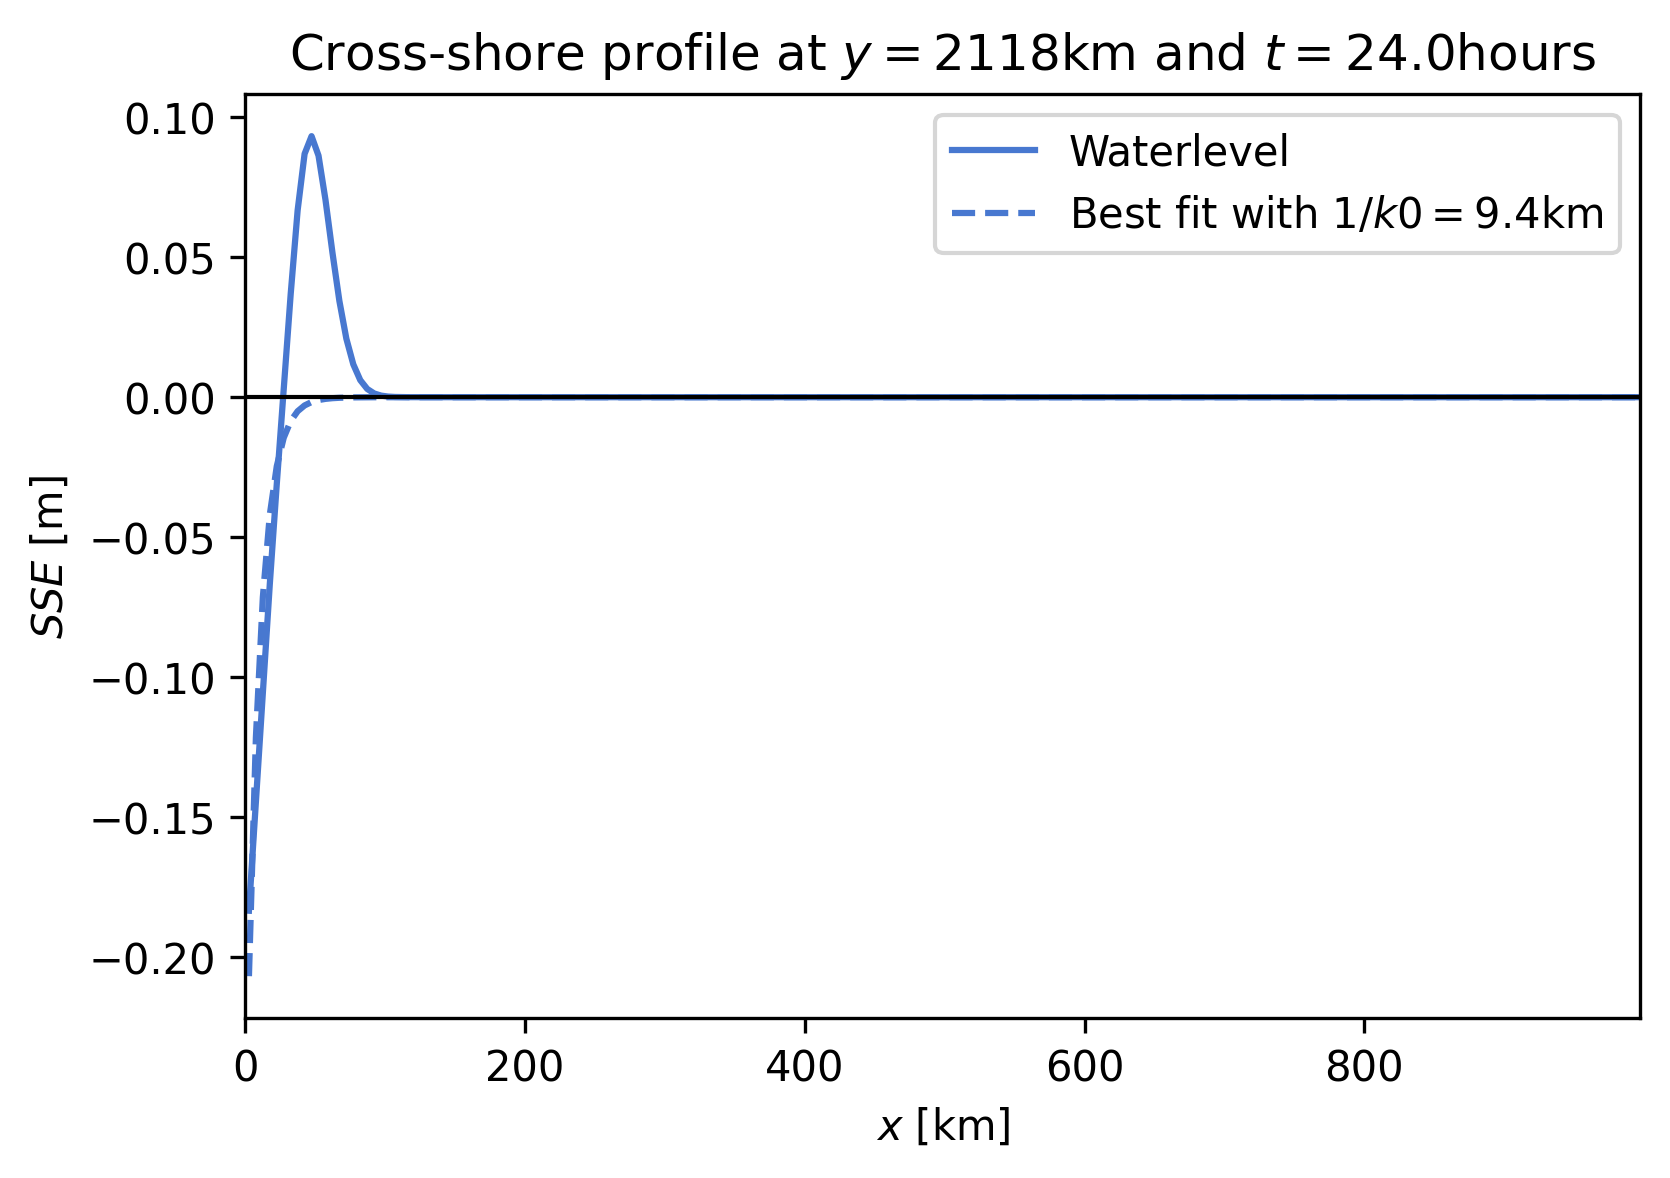 Cross-shore profile at y = 2118km and t = 24.0hours
Waterlevel
Best fit with 1/k0 = 9.4km
0.10
0.05
0.00
−0.05
−0.10
−0.15
−0.20
SSE [m]
0 200 400 600 800
x [km]